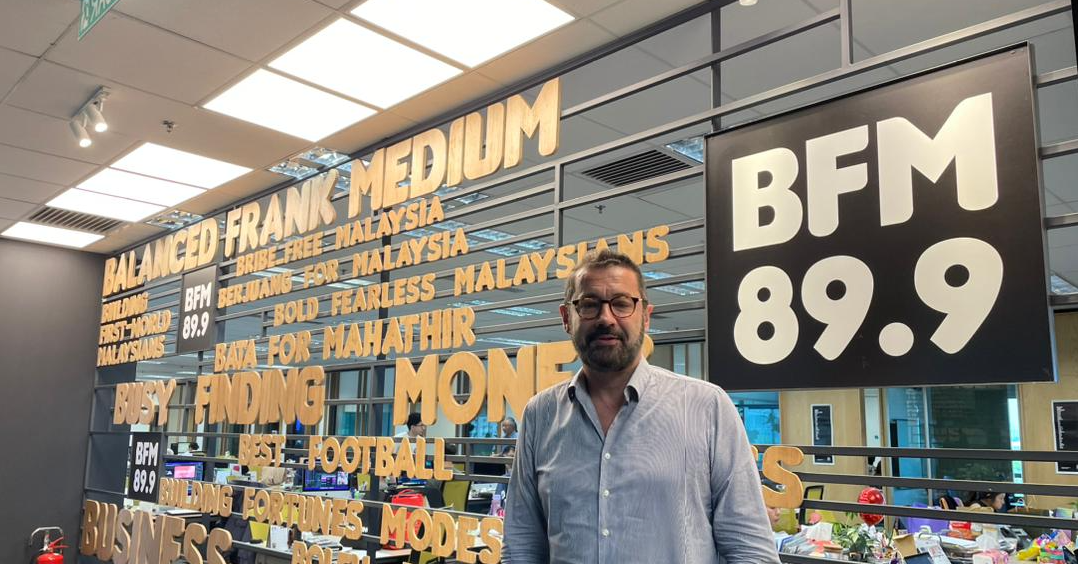 BALANCED FRANK MEDIUM
BRIBE.FREE MALAYSIA
BUILDING
FIRST-WORLD
MALAYSIANS
BFM
89.9
BERJUANG FOR MALAYSIA
BOLD FEARLESS MALAYSIANS
BATA FOR MAHATHIR
BUSY FINDING MONE
BFM
89.9
BEST FOOTBALL
BUILDING FORTUNES MODES
BUSINESS
BFM
89.9